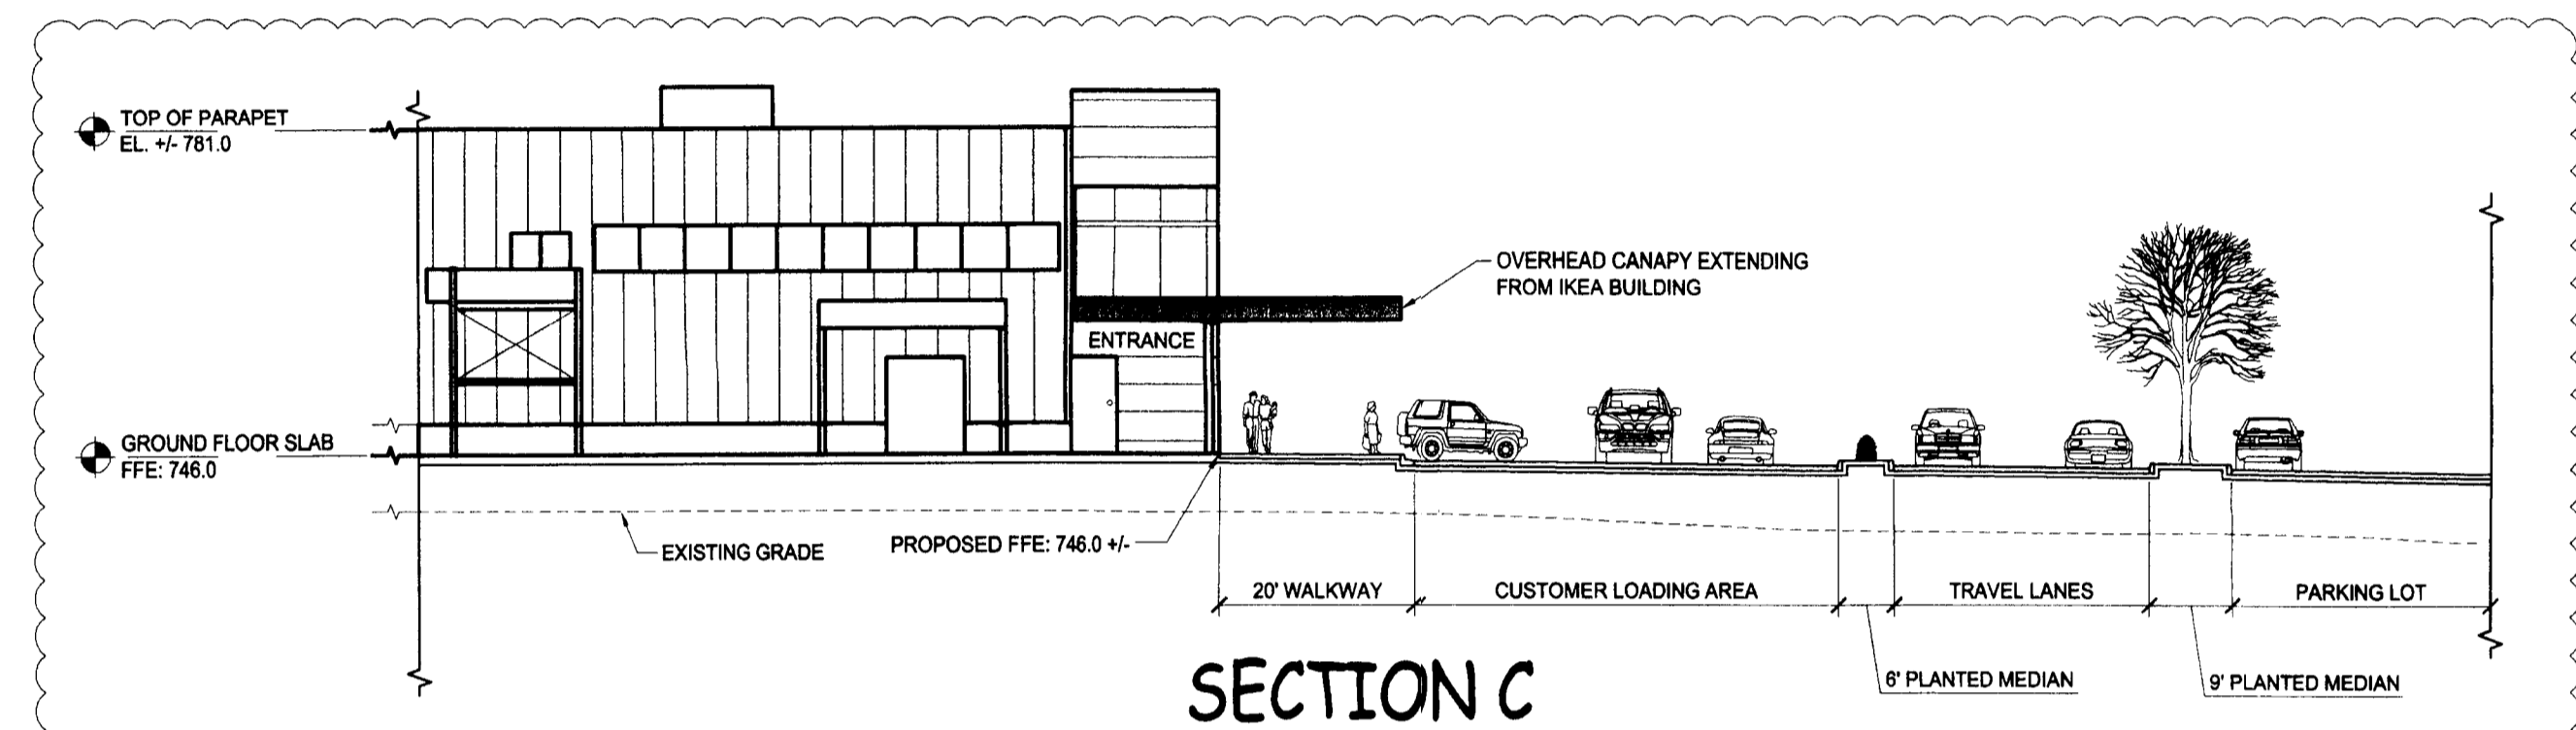 TOP OF PARAPET
EL. +/- 781.0
OVERHEAD CANOPY EXTENDING
FROM IKEA BUILDING
ENTRANCE
GROUND FLOOR SLAB
FFE: 746.0
EXISTING GRADE
PROPOSED FFE: 746.0 +/-
20' WALKWAY
CUSTOMER LOADING AREA
TRAVEL LANES
PARKING LOT
6' PLANTED MEDIAN
9' PLANTED MEDIAN
SECTION C